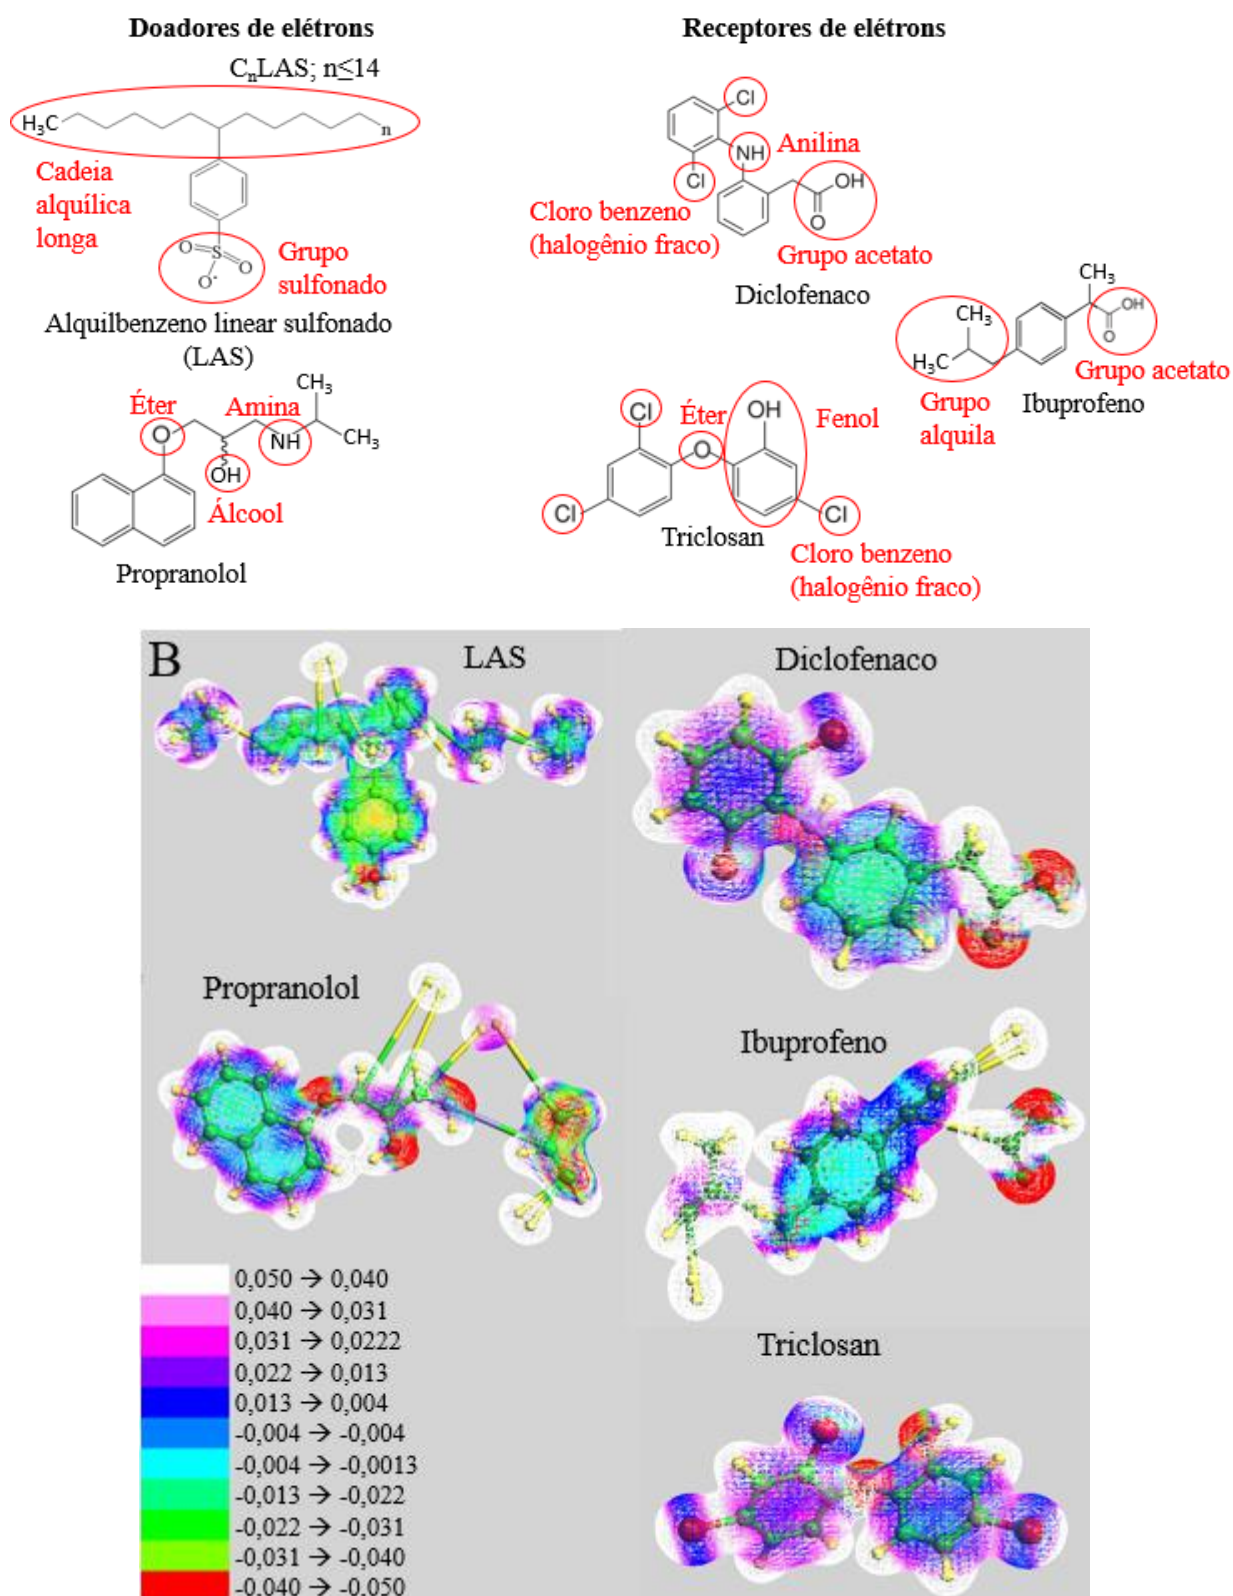 Doadores de elétrons
CnLAS; n≤14
H₃C
n
Cadeia
alquílica
longa
O
S
O
O
Grupo
sulfonado
Alquilbenzeno linear sulfonado
(LAS)
CH₃
Éter
Amina
O
NH
CH₃
OH
Álcool
Propranolol
Receptores de elétrons
Cl
Anilina
NH
Cl
OH
O
Cloro benzeno
(halogênio fraco)
Grupo acetato
Diclofenaco
CH₃
CH₃
OH
O
H₃C
Grupo acetato
Grupo
alquila
Ibuprofeno
Cl
Éter
OH
Fenol
O
Cl
Cl
Triclosan
Cloro benzeno
(halogênio fraco)
B
LAS
Diclofenaco
Propranolol
Ibuprofeno
Triclosan
0,050 → 0,040
0,040 → 0,031
0,031 → 0,0222
0,022 → 0,013
0,013 → 0,004
-0,004 → -0,004
-0,004 → -0,0013
-0,013 → -0,022
-0,022 → -0,031
-0,031 → -0,040
-0,040 → -0,050